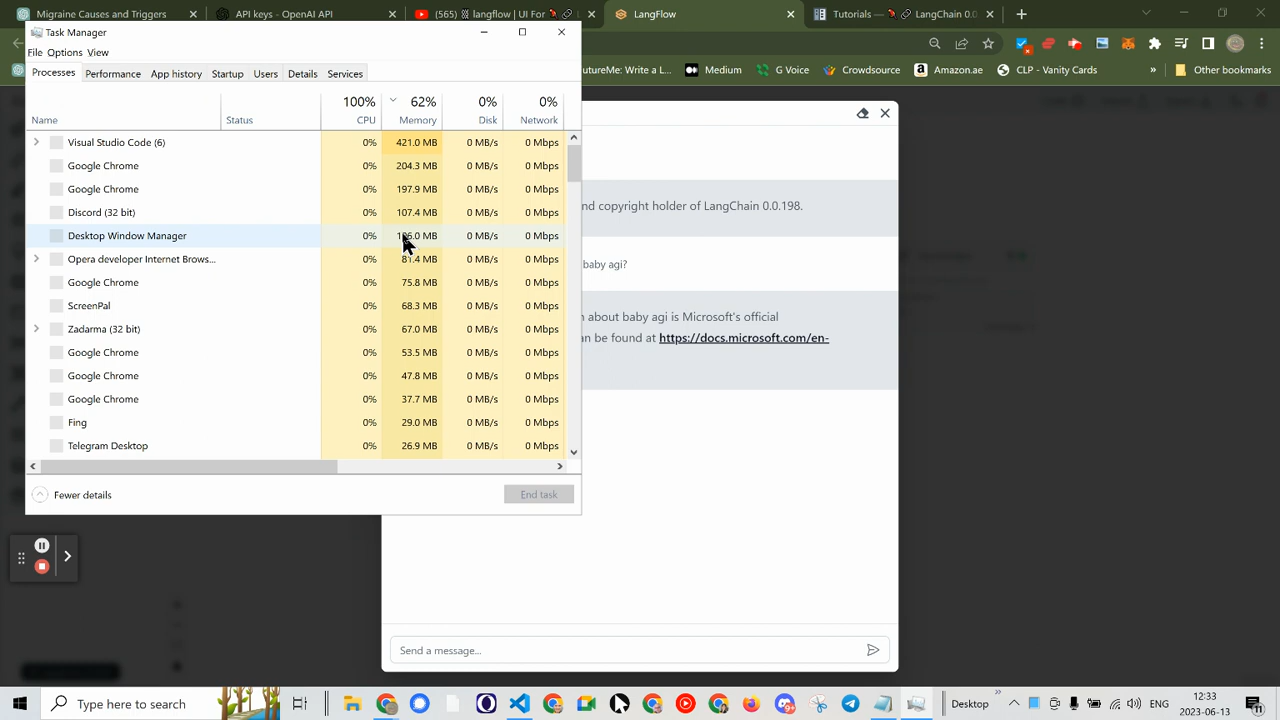 Migrains and Triggers
API keys - OpenAI API
(565)
Tutorials — LangChain 0.0.
Task Manager
File Options View
Processes Performance App history Startup Users Details Services
utureMe: Write a L...
Medium
G Voice
Crowdsource
Amazon.ae
CLP - Vanity Cards
»
Other bookmarks
100% 62% 0% 0%
Name Status CPU Memory Disk Network
Visual Studio Code (6) 0% 421.0 MB 0 MB/s 0 Mbps
Google Chrome 0% 204.3 MB 0 MB/s 0 Mbps
Google Chrome 0% 197.9 MB 0 MB/s 0 Mbps
Discord (32 bit) 0% 107.4 MB 0 MB/s 0 Mbps
Desktop Window Manager 0% MB 0 MB/s 0 Mbps
Opera developer Internet Brows... 0% 81.4 MB 0 MB/s 0 Mbps
Google Chrome 0% 75.8 MB 0 MB/s 0 Mbps
ScreenPal 0% 68.3 MB 0 MB/s 0 Mbps
Zadarma (32 bit) 0% 67.0 MB 0 MB/s 0 Mbps
Google Chrome 0% 53.5 MB 0 MB/s 0 Mbps
Google Chrome 0% 47.8 MB 0 MB/s 0 Mbps
Google Chrome 0% 37.7 MB 0 MB/s 0 Mbps
Fing 0% 29.0 MB 0 MB/s 0 Mbps
Telegram Desktop 0% 26.9 MB 0 MB/s 0 Mbps
Fewer details
End task
nd copyright holder of LangChain 0.0.198.
baby agi?
n about baby agi is Microsoft's official
an be found at https://docs.microsoft.com/en-
Send a message...
Type here to search
Desktop
»
ENG
12:33
2023-06-13